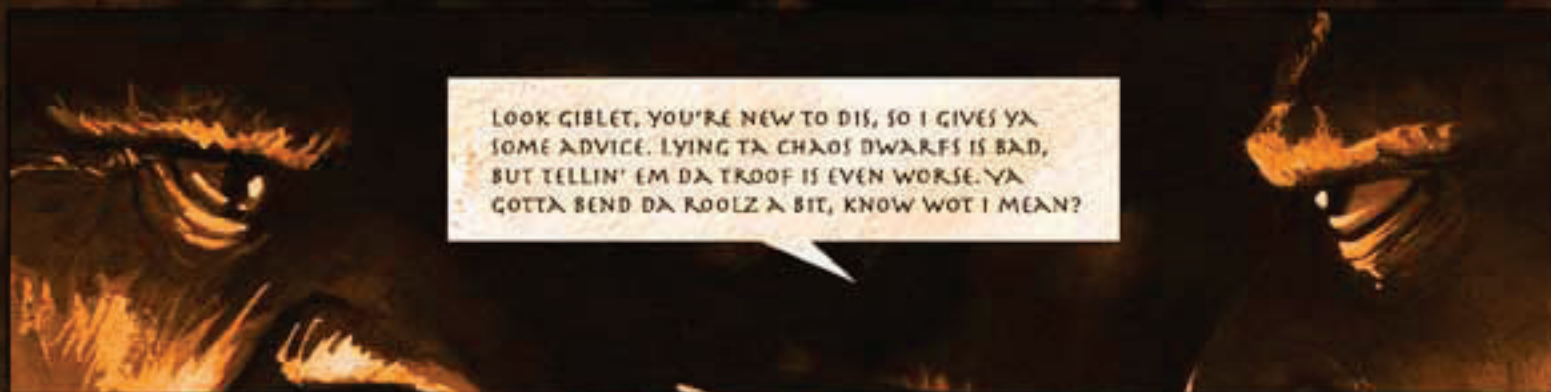 LOOK GIBLET, YOU'RE NEW TO DIS, SO I GIVES YA
SOME ADVICE. LYING TA CHAOS DWARFS IS BAD,
BUT TELLIN' EM DA TROOF IS EVEN WORSE. YA
GOTTA BEND DA ROOLZ A BIT, KNOW WOT I MEAN?